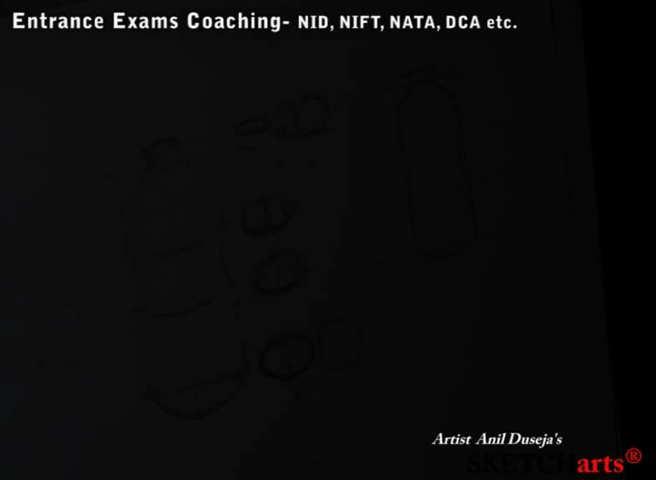 Entrance Exams Coaching- NID, NIFT, NATA, DCA etc.
Artist Anil Duseja's
SKETCHarts®